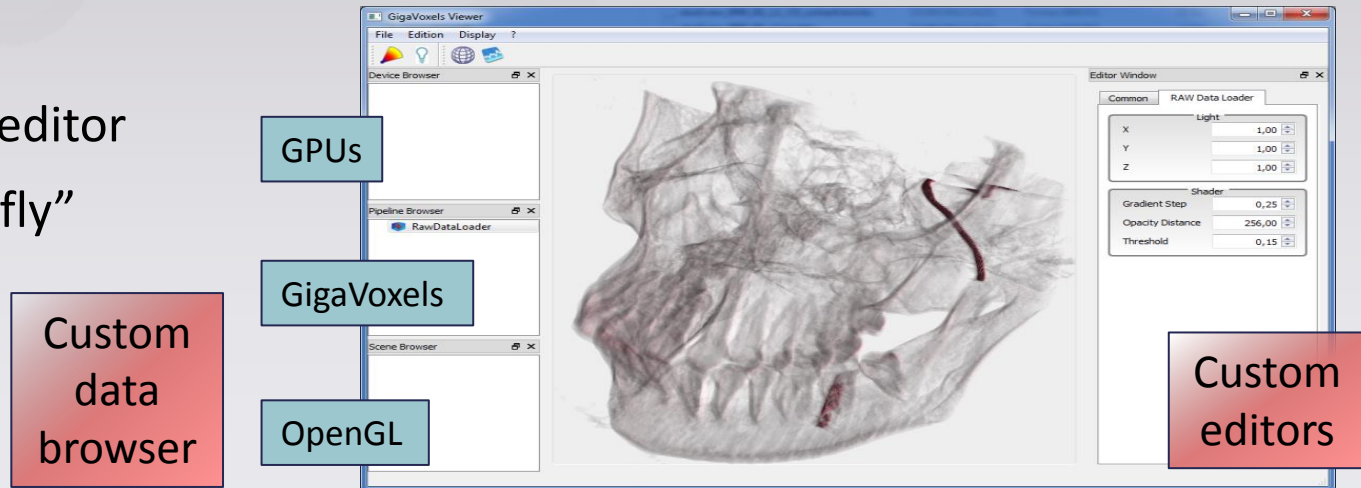 editor
fly”
Custom
data
browser
GPUs
GigaVoxels
OpenGL
GigaVoxels Viewer
File Edition Display ?
Device Browser
Pipeline Browser
RawDataLoader
Scene Browser
Editor Window
Common RAW Data Loader
Light
X 1,00
Y 1,00
Z 1,00
Shader
Gradient Step 0,25
Opacity Distance 256,00
Threshold 0,15
Custom
editors